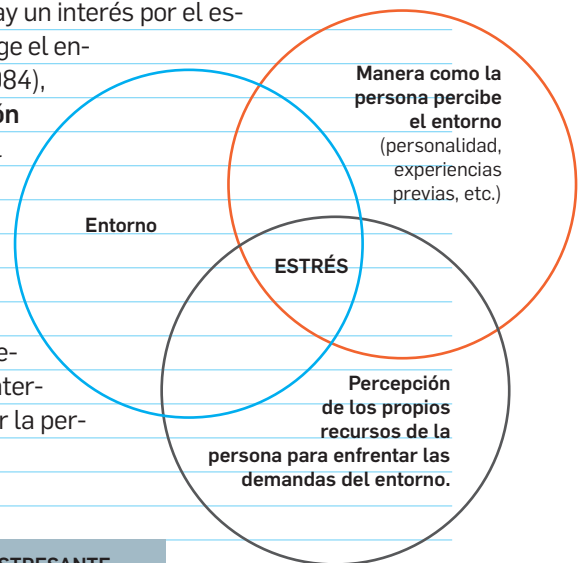 ay un interés por el es-
ge el en-
984),
ón
Manera como la
persona percibe
el entorno
(personalidad,
experiencias
previas, etc.)
Entorno
ESTRÉS
e-
nter-
r la per-
Percepción
de los propios
recursos de la
persona para enfrentar las
demandas del entorno.
STRESANTE